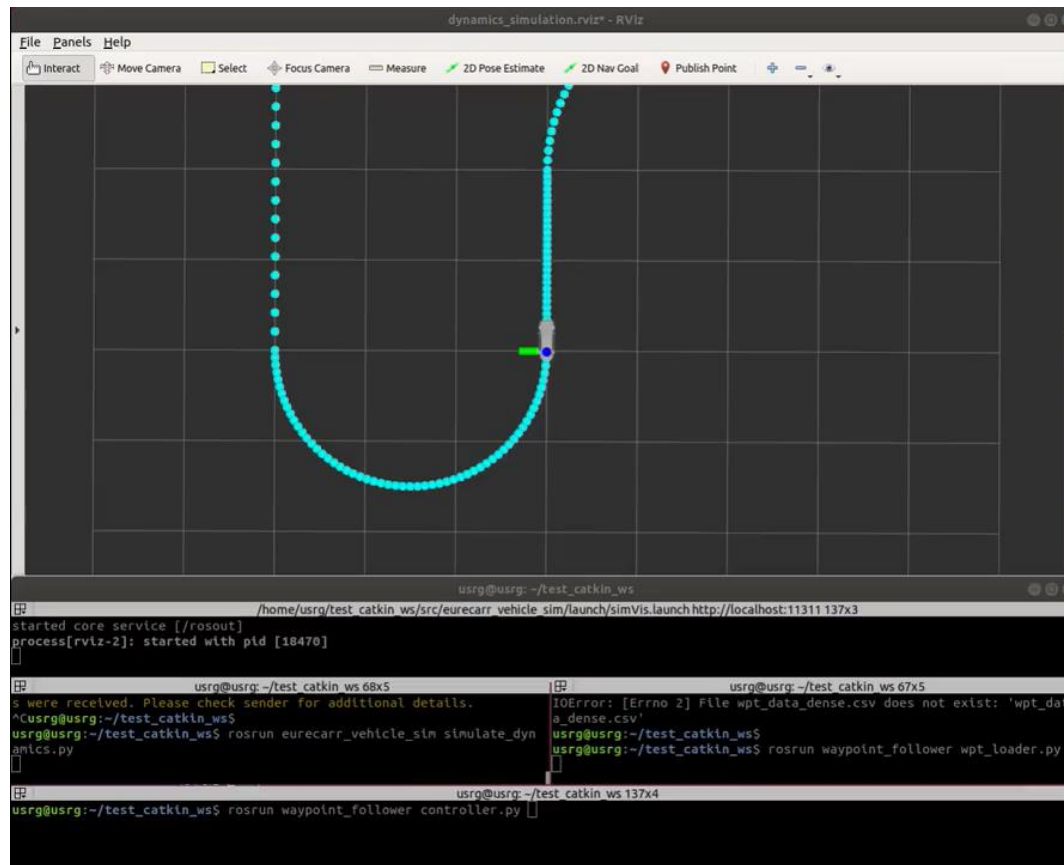 dynamics_simulation.rviz* - RViz
File Panels Help
Interact Move Camera Select Focus Camera Measure 2D Pose Estimate 2D Nav Goal Publish Point
usrg@usrg: ~/test_catkin_ws
/home/usrg/test_catkin_ws/src/eurecarr_vehicle_sim/launch/simVis.launch http://localhost:11311 137x3
started core service [/rosout]
process[rviz-2]: started with pid [18470]
usrg@usrg: ~/test_catkin_ws 68x5
s were received. Please check sender for additional details.
^Cusrg@usrg:~/test_catkin_ws$
usrg@usrg:~/test_catkin_ws$ rosrun eurecarr_vehicle_sim simulate_dyn
amics.py
usrg@usrg: ~/test_catkin_ws 67x5
IOError: [Errno 2] File wpt_data_dense.csv does not exist: 'wpt_dat
a_dense.csv'
usrg@usrg:~/test_catkin_ws$
usrg@usrg:~/test_catkin_ws$ rosrun waypoint_follower wpt_loader.py
usrg@usrg: ~/test_catkin_ws 137x4
usrg@usrg:~/test_catkin_ws$ rosrun waypoint_follower controller.py